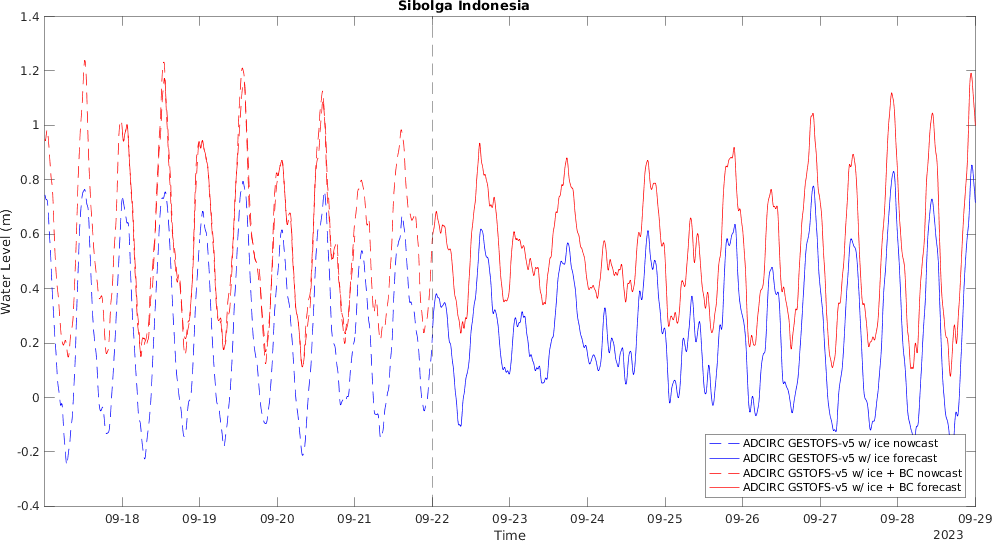 Sibolga Indonesia
Water Level (m)
1.4
1.2
1
0.8
0.6
0.4
0.2
0
-0.2
-0.4
ADCIRC GESTOFS-v5 w/ ice nowcast
ADCIRC GESTOFS-v5 w/ ice forecast
ADCIRC GSTOFS-v5 w/ ice + BC nowcast
ADCIRC GSTOFS-v5 w/ ice + BC forecast
09-18 09-19 09-20 09-21 09-22 09-23 09-24 09-25 09-26 09-27 09-28 09-29
Time
2023